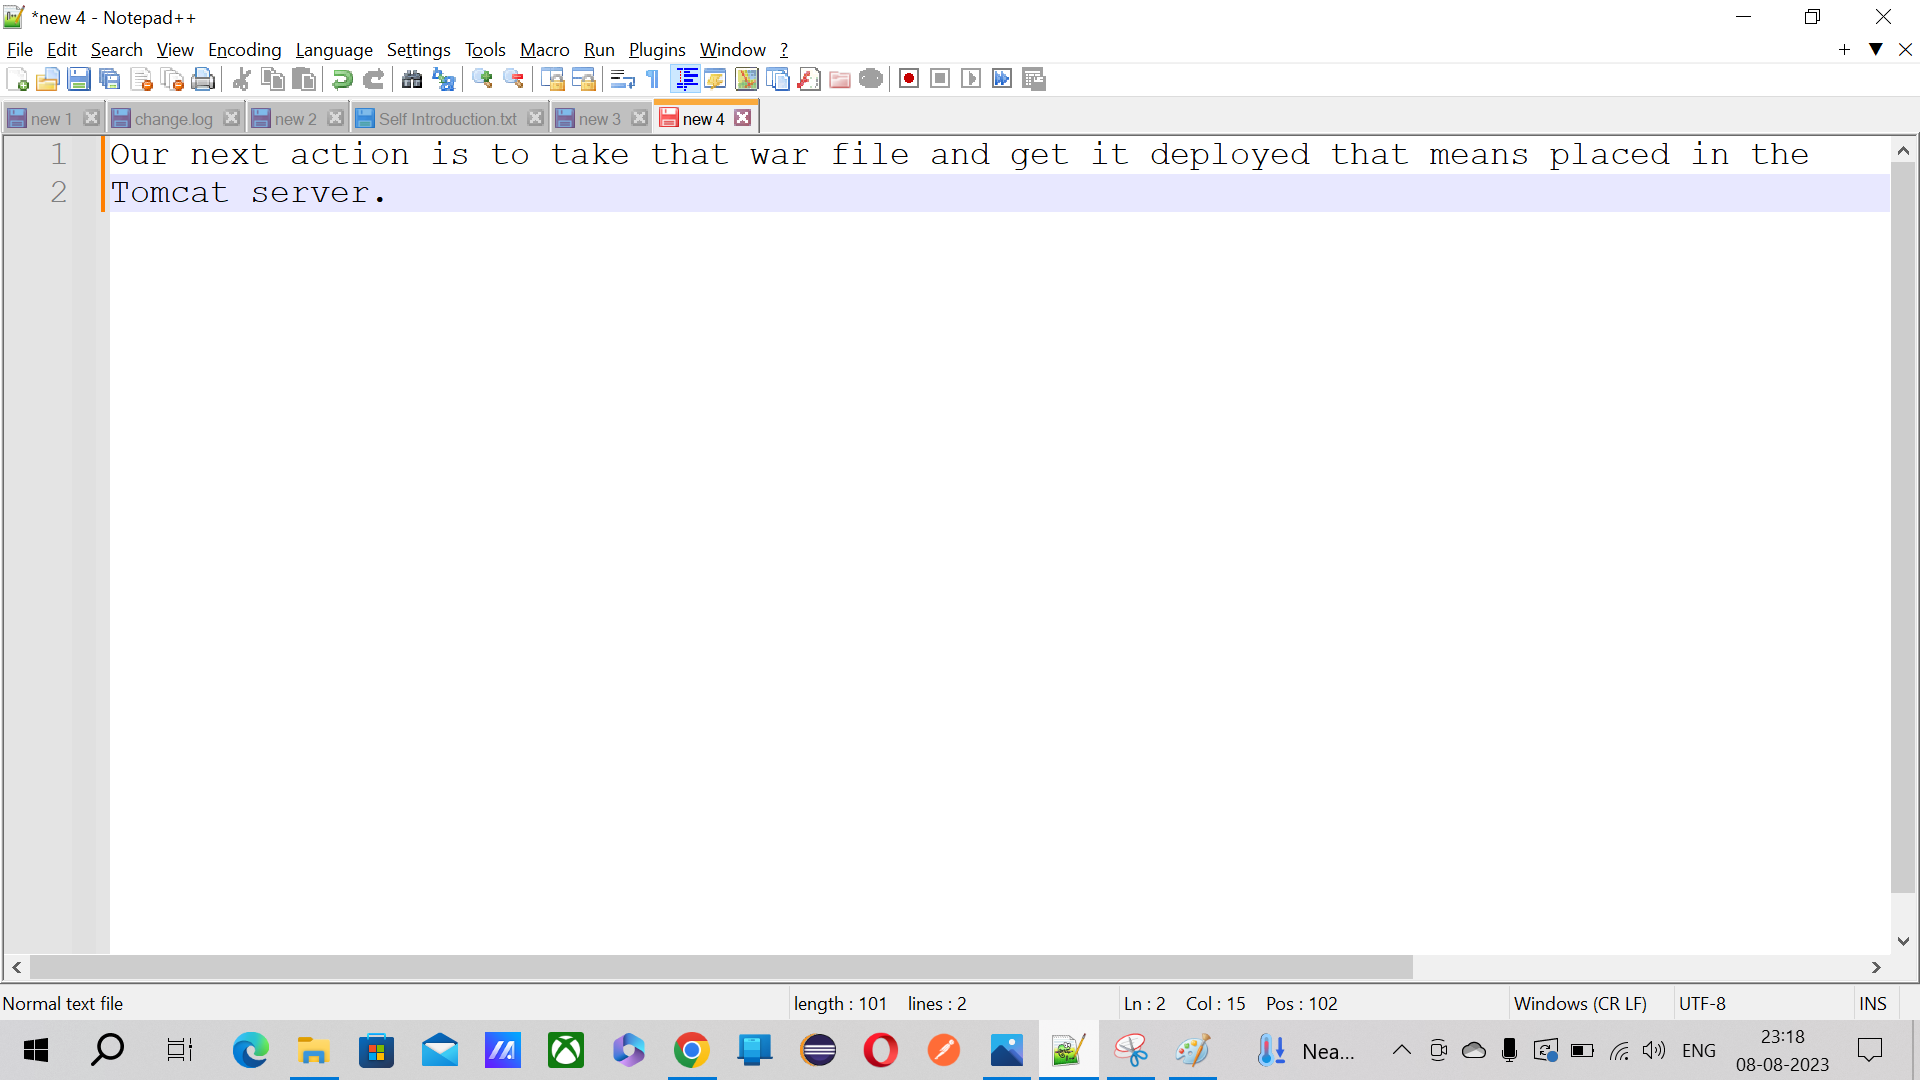 *new 4 - Notepad++
File Edit Search View Encoding Language Settings Tools Macro Run Plugins Window ?
new 1 change.log new 2 Self Introduction.txt new 3 new 4
1 Our next action is to take that war file and get it deployed that means placed in the
2 Tomcat server.
Normal text file length : 101 lines : 2 Ln : 2 Col : 15 Pos : 102 Windows (CR LF) UTF-8 INS
Nea... ENG 23:18
08-08-2023